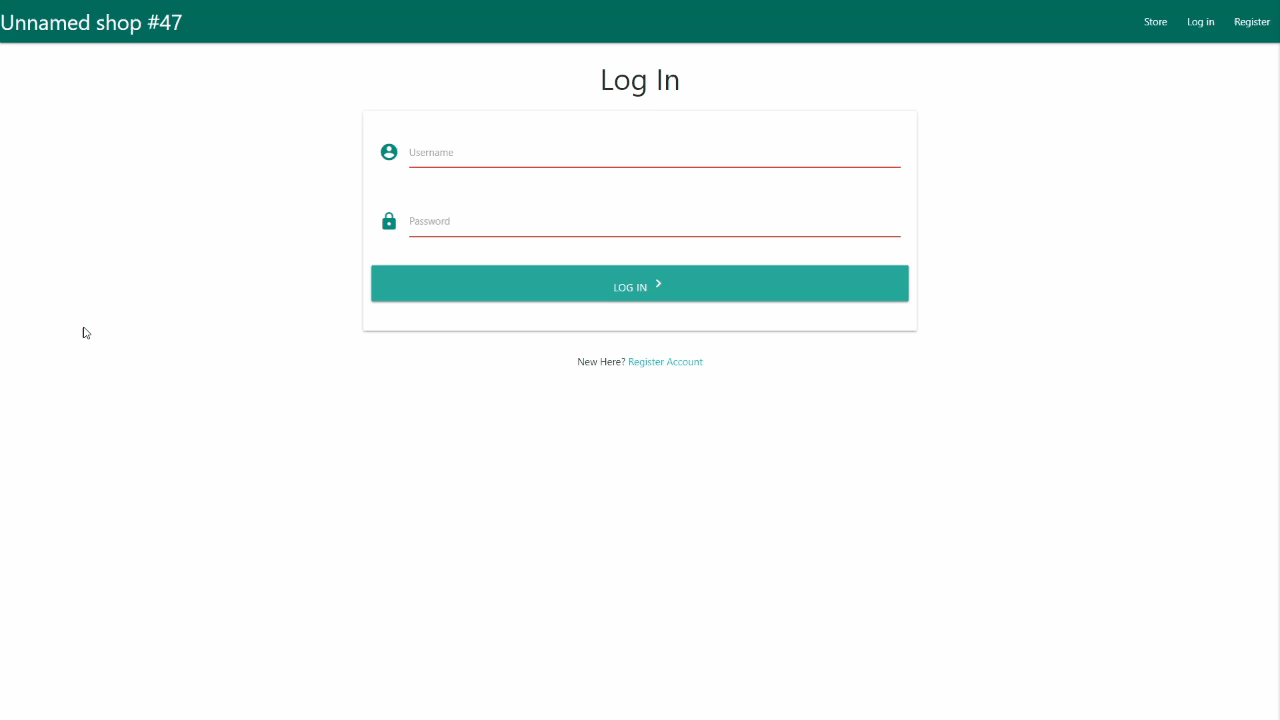 Unnamed shop #47
Store
Log in
Register
Log In
Username
Password
LOG IN
New Here? Register Account